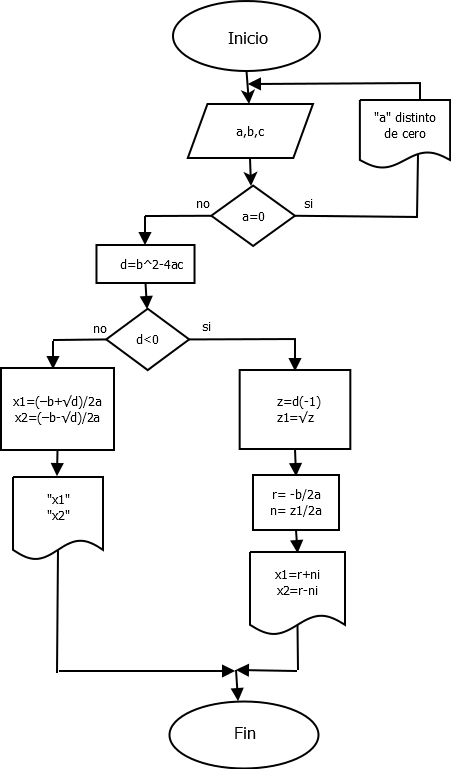 Inicio
"a" distinto
de cero
a,b,c
no
si
a=0
d=b^2-4ac
no
si
d<0
x1=(−b+√d)/2a
x2=(−b-√d)/2a
z=d(-1)
z1=√z
r= -b/2a
n= z1/2a
"x1"
"x2"
x1=r+ni
x2=r-ni
Fin